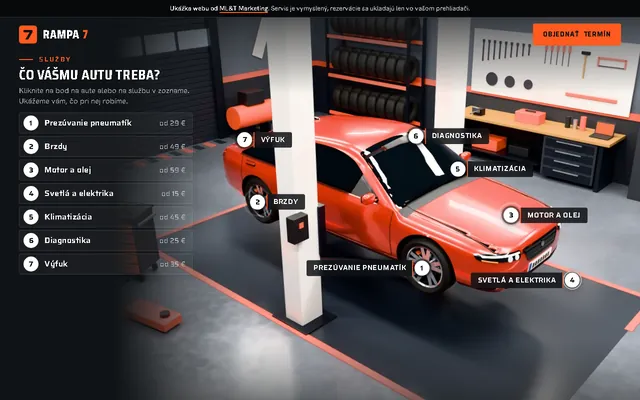 Ukážka webu od ML&T Marketing. Servis je vymyslený, rezervácie sa ukladajú len vo vašom prehliadači.
7 RAMPA 7
OBJEDNAŤ TERMÍN
SLUŽBY
ČO VÁŠMU AUTU TREBA?
Kliknite na bod na aute alebo na službu v zozname.
Ukážeme vám, čo pri nej robíme.
1 Prezúvanie pneumatík od 29 €
2 Brzdy od 49 €
3 Motor a olej od 59 €
4 Svetlá a elektrika od 15 €
5 Klimatizácia od 45 €
6 Diagnostika od 25 €
7 Výfuk od 39 €
7 VÝFUK
6 DIAGNOSTIKA
5 KLIMATIZÁCIA
2 BRZDY
3 MOTOR A OLEJ
PREZÚVANIE PNEUMATÍK 1
SVETLÁ A ELEKTRIKA 4